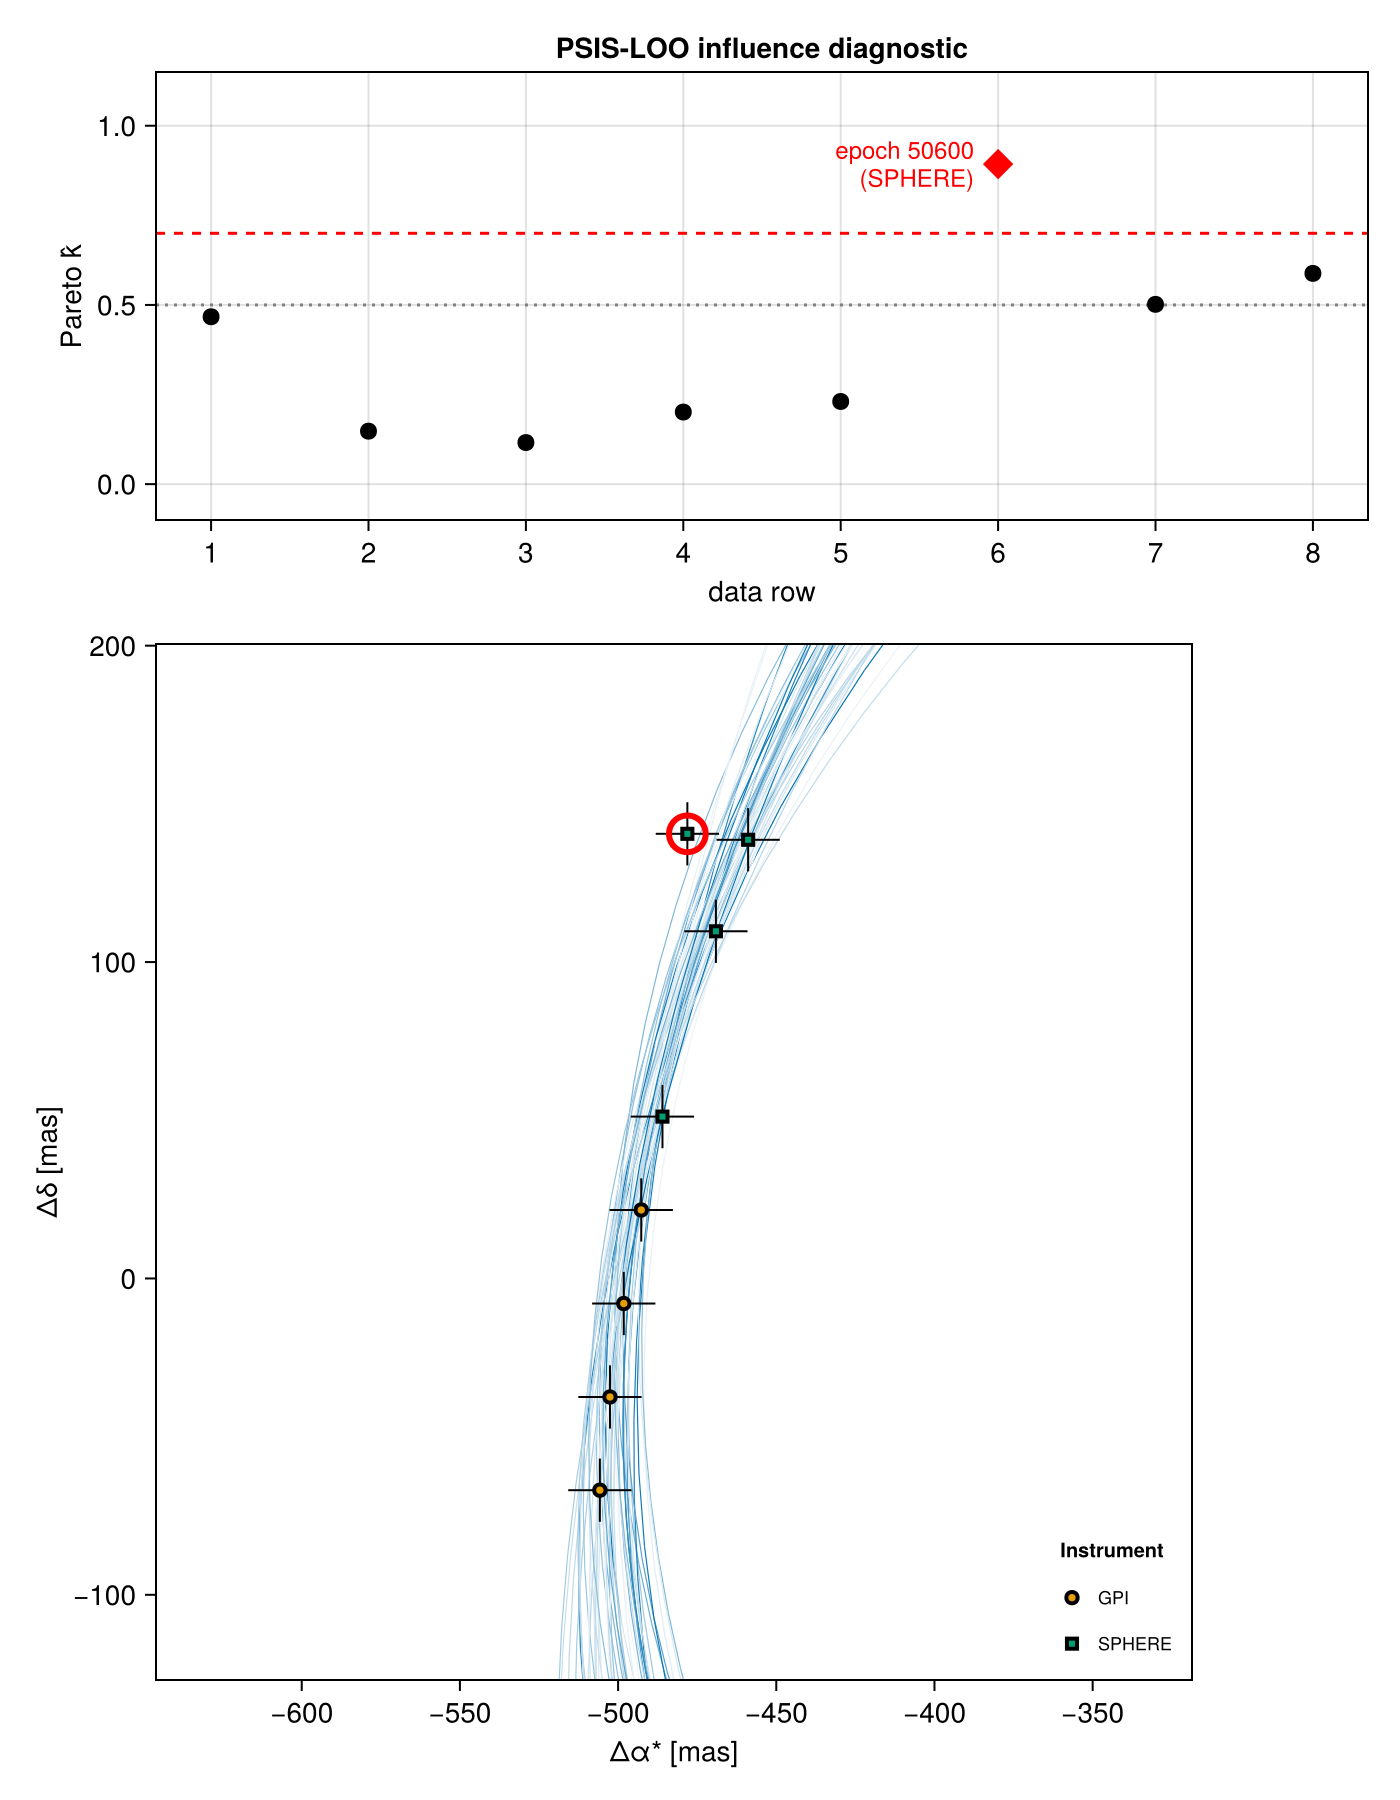 PSIS-LOO influence diagnostic
1.0
0.5
0.0
Pareto k̂
epoch 50600
(SPHERE)
1 2 3 4 5 6 7 8
data row
200
100
0
−100
Δδ [mas]
Instrument
GPI
SPHERE
−600 −550 −500 −450 −400 −350
Δα* [mas]